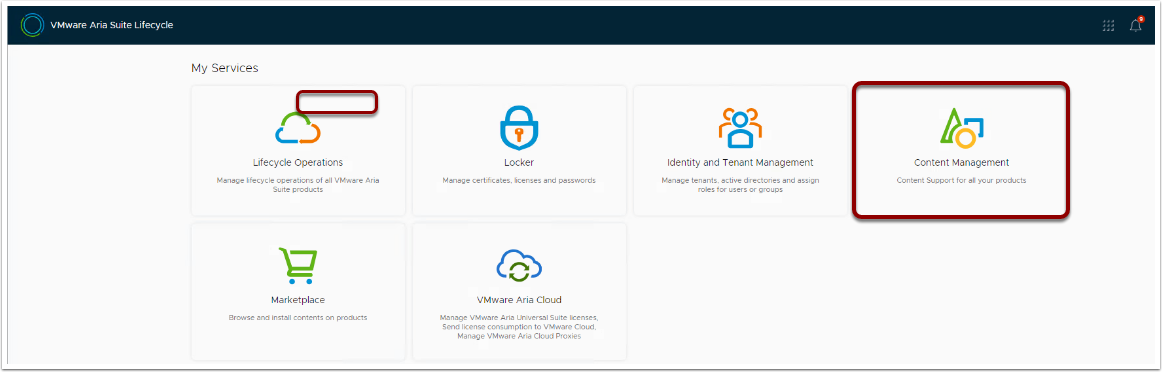 VMware Aria Suite Lifecycle
9
My Services
Lifecycle Operations
Manage lifecycle operations of all VMware Aria
Suite products
Locker
Manage certificates, licenses and passwords
Identity and Tenant Management
Manage tenants, active directories and assign
roles for users or groups
Content Management
Content Support for all your products
Marketplace
Browse and install contents on products
VMware Aria Cloud
Manage VMware Aria Universal Suite licenses,
Send license consumption to VMware Cloud,
Manage VMware Aria Cloud Proxies